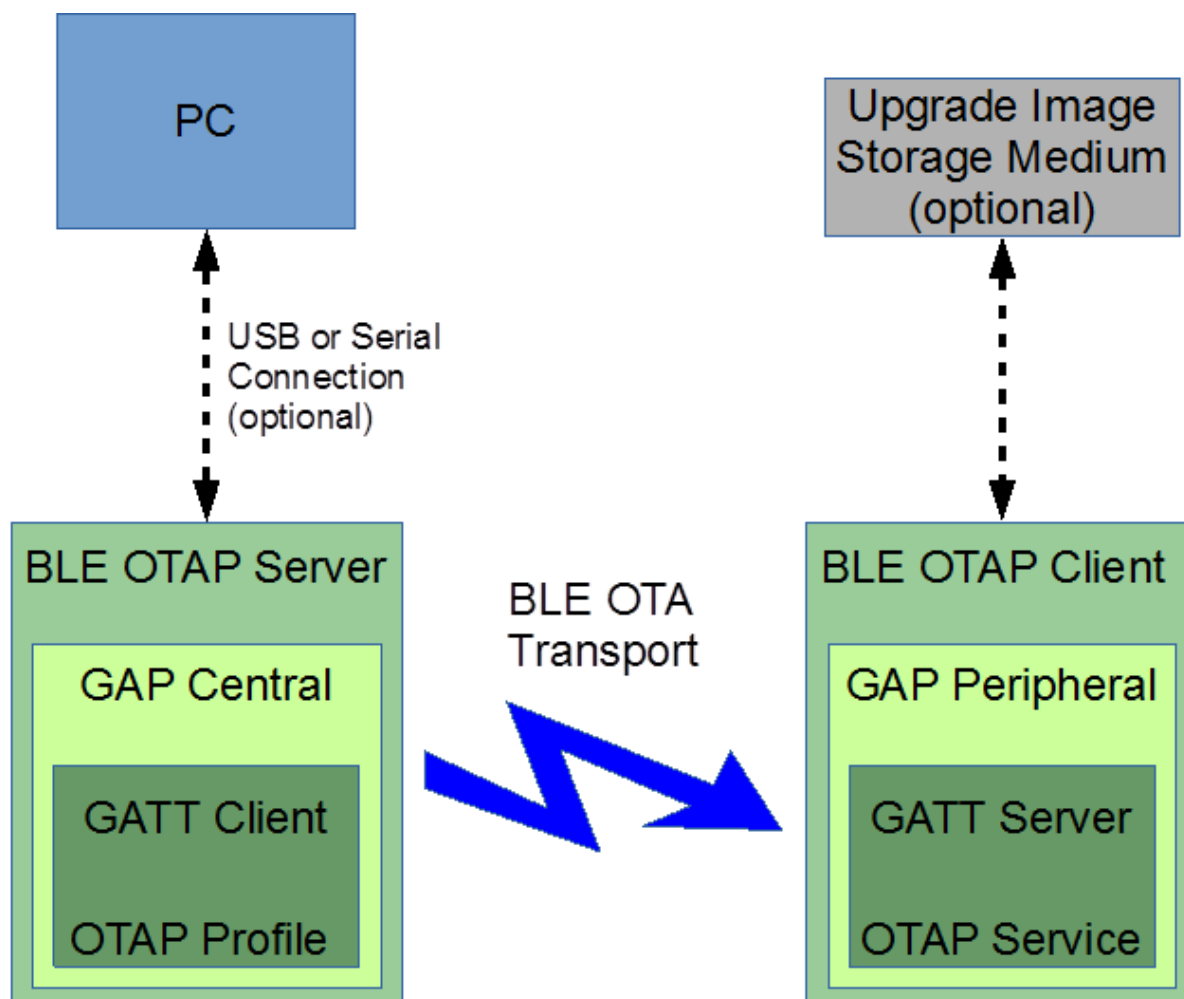 PC
Upgrade Image
Storage Medium
(optional)
USB or Serial
Connection
(optional)
BLE OTAP Server
GAP Central
GATT Client
OTAP Profile
BLE OTA
Transport
BLE OTAP Client
GAP Peripheral
GATT Server
OTAP Service